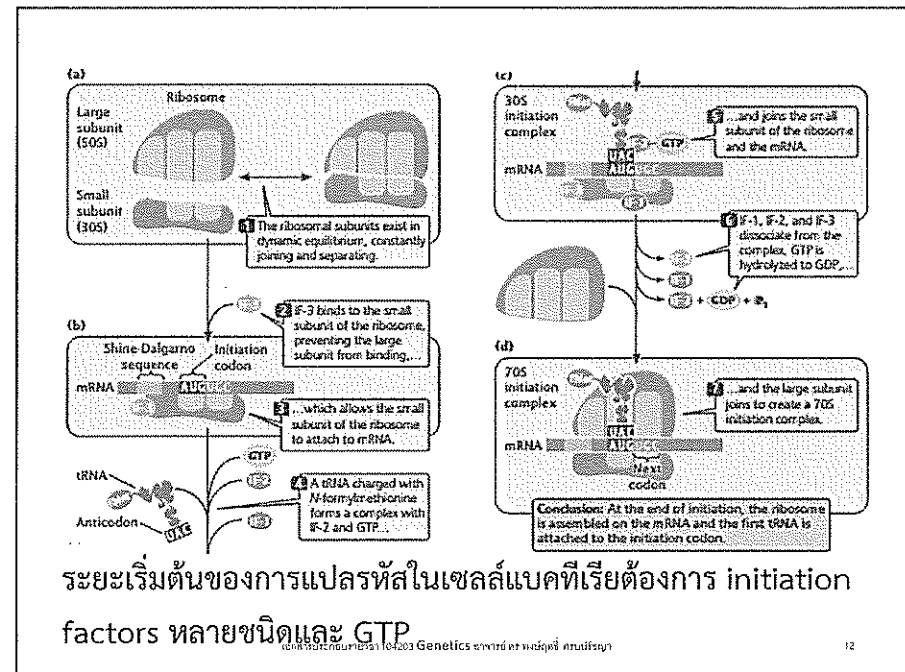 (a)
Ribosome
Large
subunit
(50S)
Small
subunit
(30S)
1 The ribosomal subunits exist in
dynamic equilibrium, constantly
joining and separating.
2 IF-3 binds to the small
subunit of the ribosome,
preventing the large
subunit from binding,...
(b)
Shine-Dalgarno
sequence
Initiation
codon
mRNA
AUG
3 ...which allows the small
subunit of the ribosome
to attach to mRNA.
GTP
tRNA
4 A tRNA charged with
N-formylmethionine
forms a complex with
IF-2 and GTP...
Anticodon
UAC
(c)
30S
initiation
complex
GTP
5 ...and joins the small
subunit of the ribosome
and the mRNA.
UAC
mRNA
AUG
IF-1, IF-2, and IF-3
dissociate from the
complex, GTP is
hydrolyzed to GDP,...
+ GDP + Pi
(d)
70S
initiation
complex
7 ...and the large subunit
joins to create a 70S
initiation complex.
UAC
mRNA
AUG
Next
codon
Conclusion: At the end of initiation, the ribosome
is assembled on the mRNA and the first tRNA is
attached to the initiation codon.
ระยะเริ่มต้นของการแปลรหัสในเซลล์แบคทีเรียต้องการ initiation
factors หลายชนิดและ GTP
104203 Genetics
12